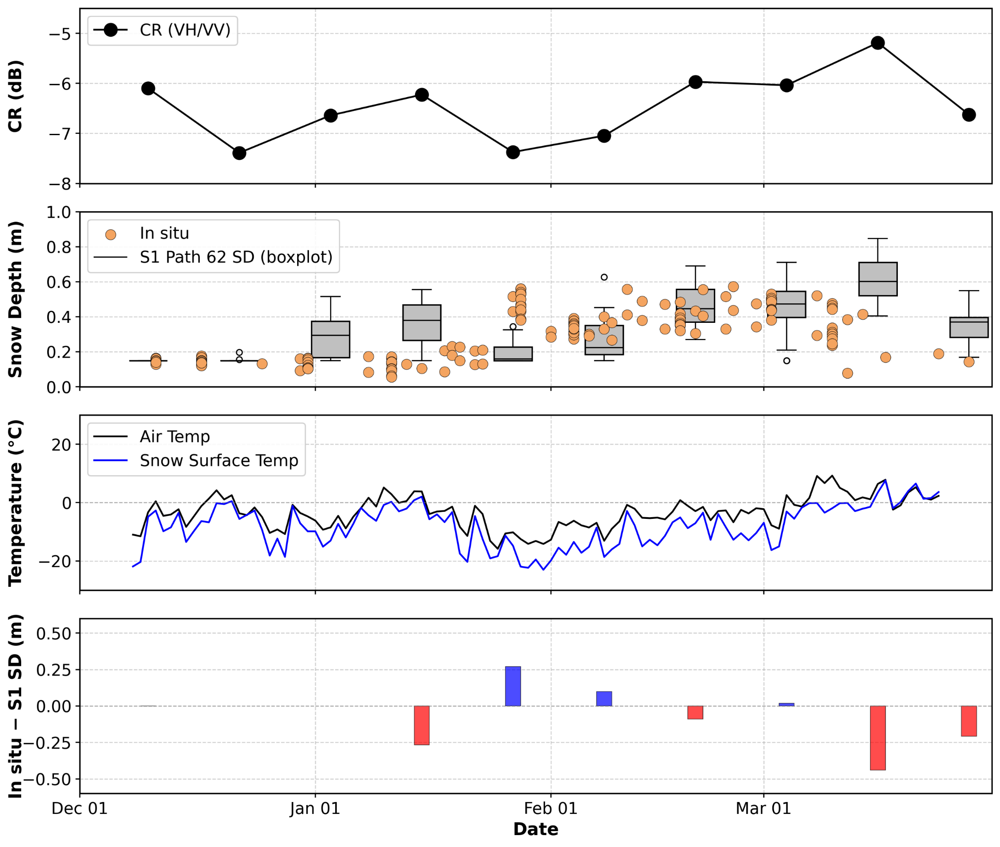 CR (dB)
−5
−6
−7
−8
CR (VH/VV)
Snow Depth (m)
1.0
0.8
0.6
0.4
0.2
0.0
In situ
S1 Path 62 SD (boxplot)
Temperature (°C)
20
0
−20
Air Temp
Snow Surface Temp
In situ − S1 SD (m)
0.50
0.25
0.00
−0.25
−0.50
Dec 01 Jan 01 Feb 01 Mar 01
Date